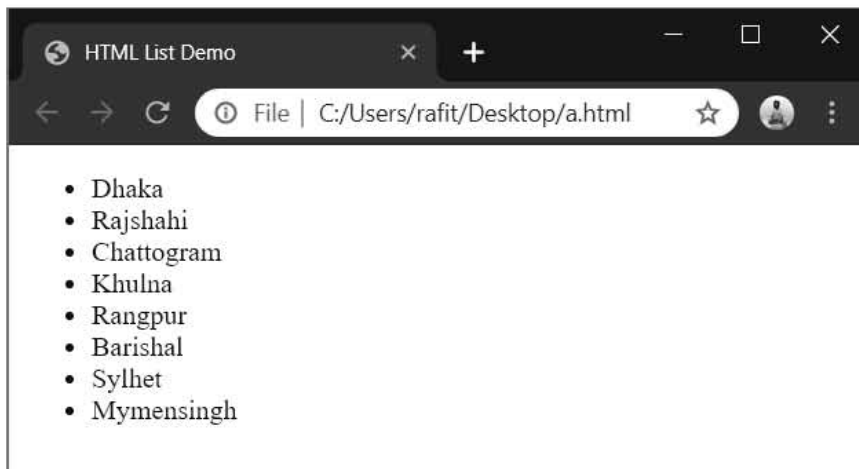 HTML List Demo
File | C:/Users/rafit/Desktop/a.html
• Dhaka
• Rajshahi
• Chattogram
• Khulna
• Rangpur
• Barishal
• Sylhet
• Mymensingh